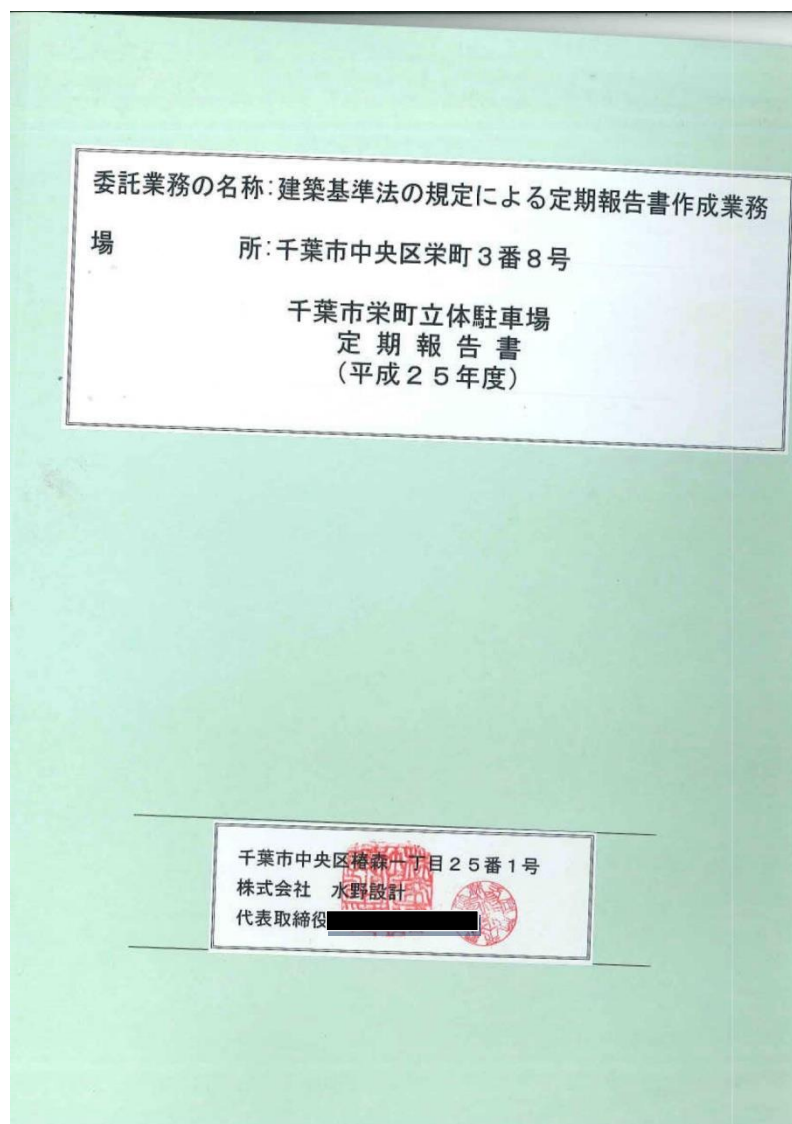 委託業務の名称:建築基準法の規定による定期報告書作成業務
場　　　　　所:千葉市中央区栄町３番８号
千葉市栄町立体駐車場
定 期 報 告 書
(平成２５年度)
千葉市中央区椿森一丁目２５番１号
株式会社　水野設計
代表取締役